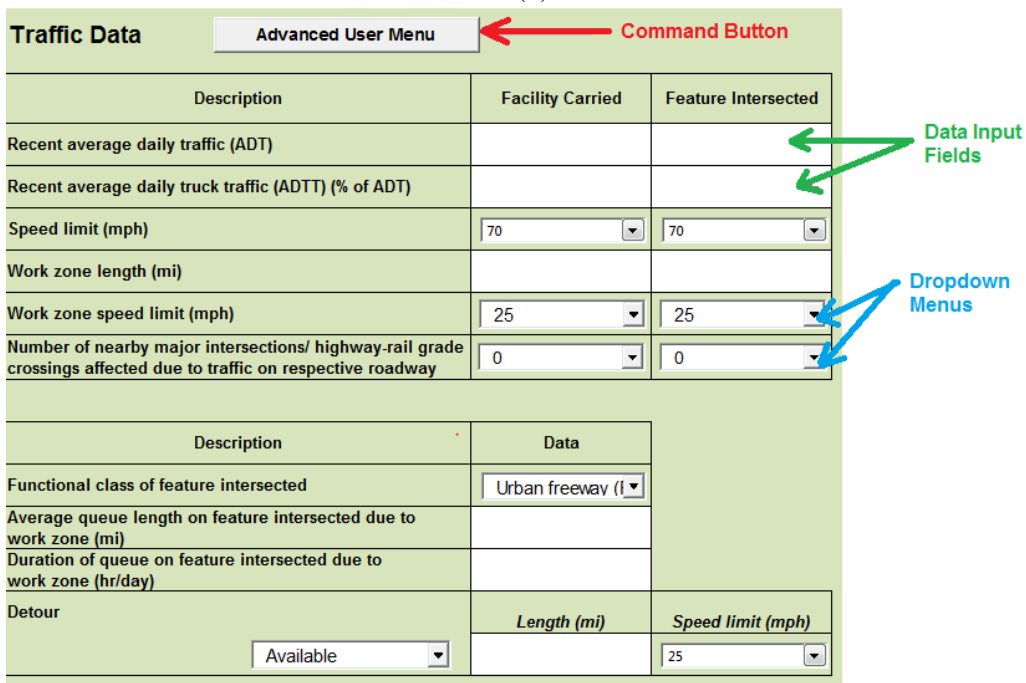 Traffic Data
Advanced User Menu
Command Button
Description Facility Carried Feature Intersected
Recent average daily traffic (ADT)
Data Input
Fields
Recent average daily truck traffic (ADTT) (% of ADT)
Speed limit (mph) 70 70
Work zone length (mi)
Dropdown
Menus
Work zone speed limit (mph) 25 25
Number of nearby major intersections/ highway-rail grade
crossings affected due to traffic on respective roadway 0 0
Description Data
Functional class of feature intersected Urban freeway (
Average queue length on feature intersected due to
work zone (mi)
Duration of queue on feature intersected due to
work zone (hr/day)
Detour Length (mi) Speed limit (mph)
Available 25